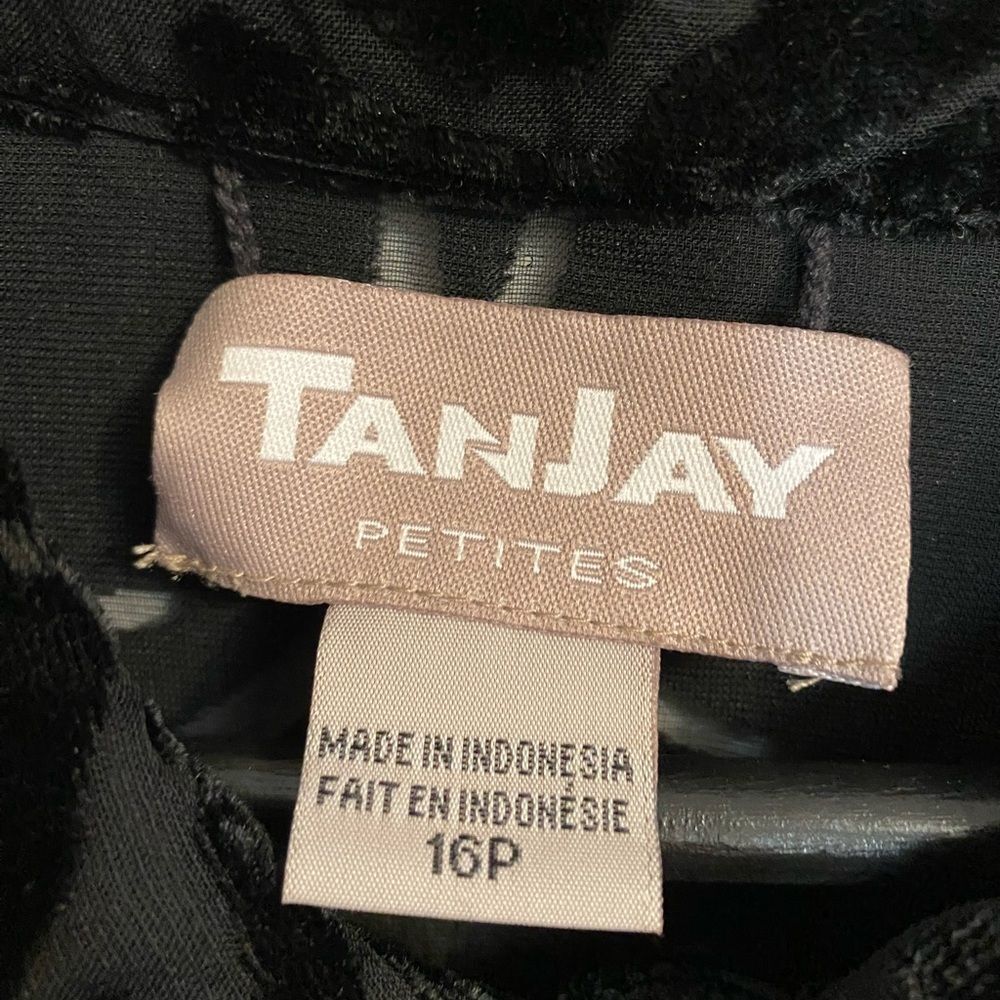 TANJAY
PETITES
MADE IN INDONESIA
FAIT EN INDONÉSIE
16P